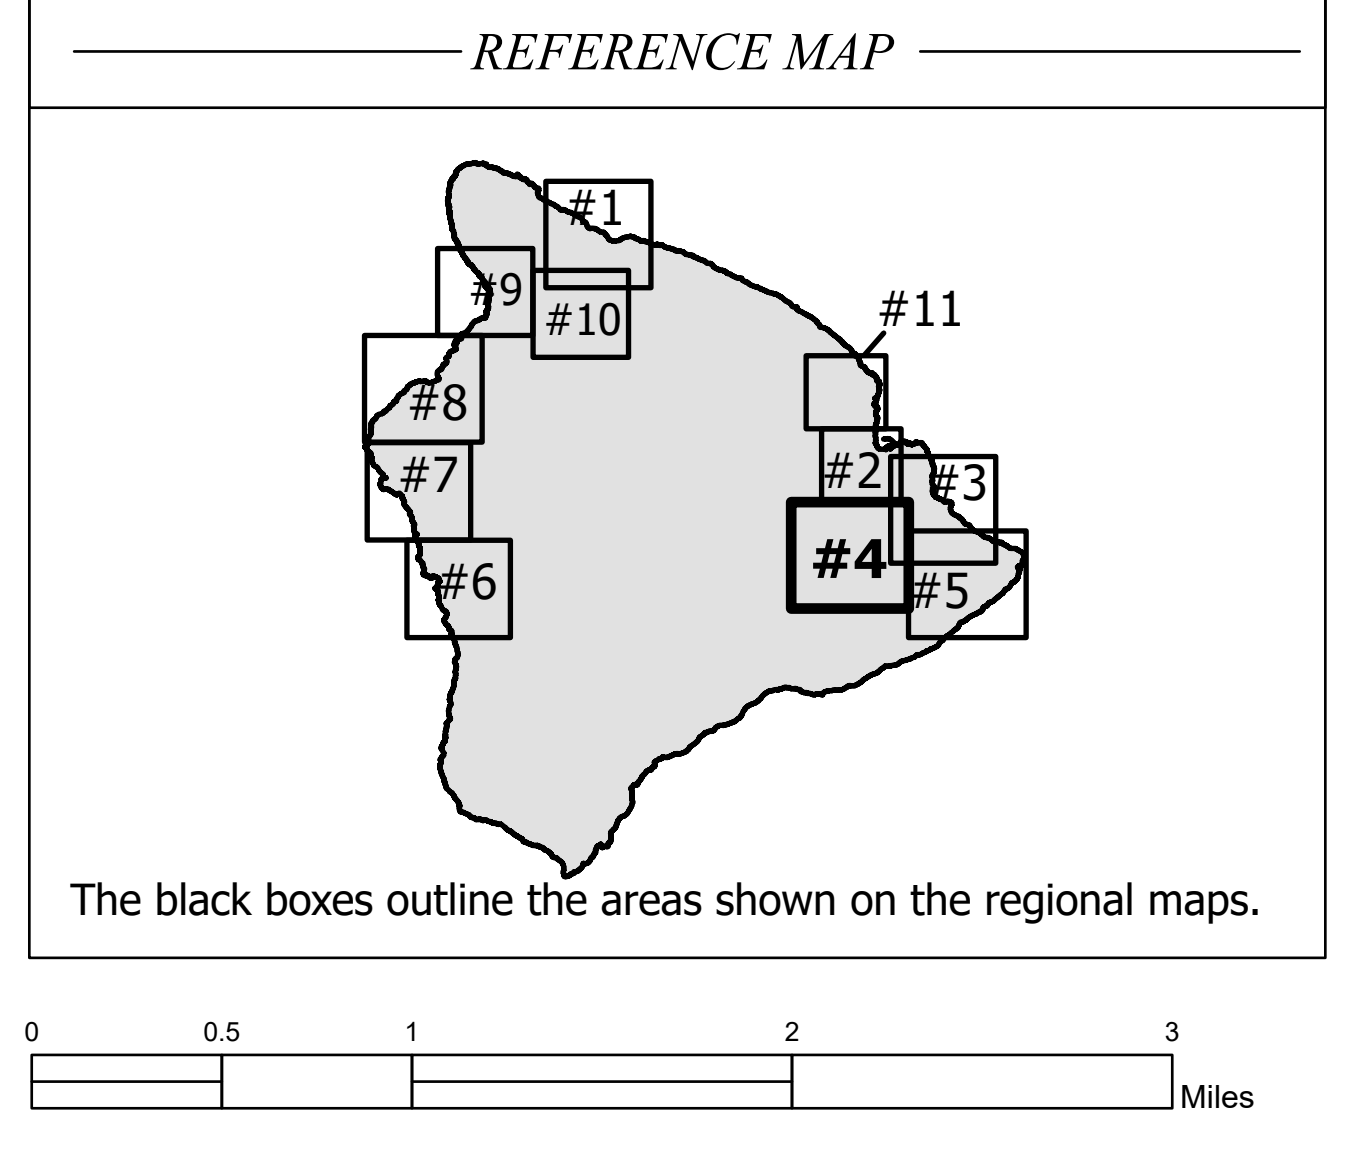 REFERENCE MAP
#1
#9
#10
#11
#8
#7
#2
#3
#4
#6
#5
The black boxes outline the areas shown on the regional maps.
0 0.5 1 2 3
Miles